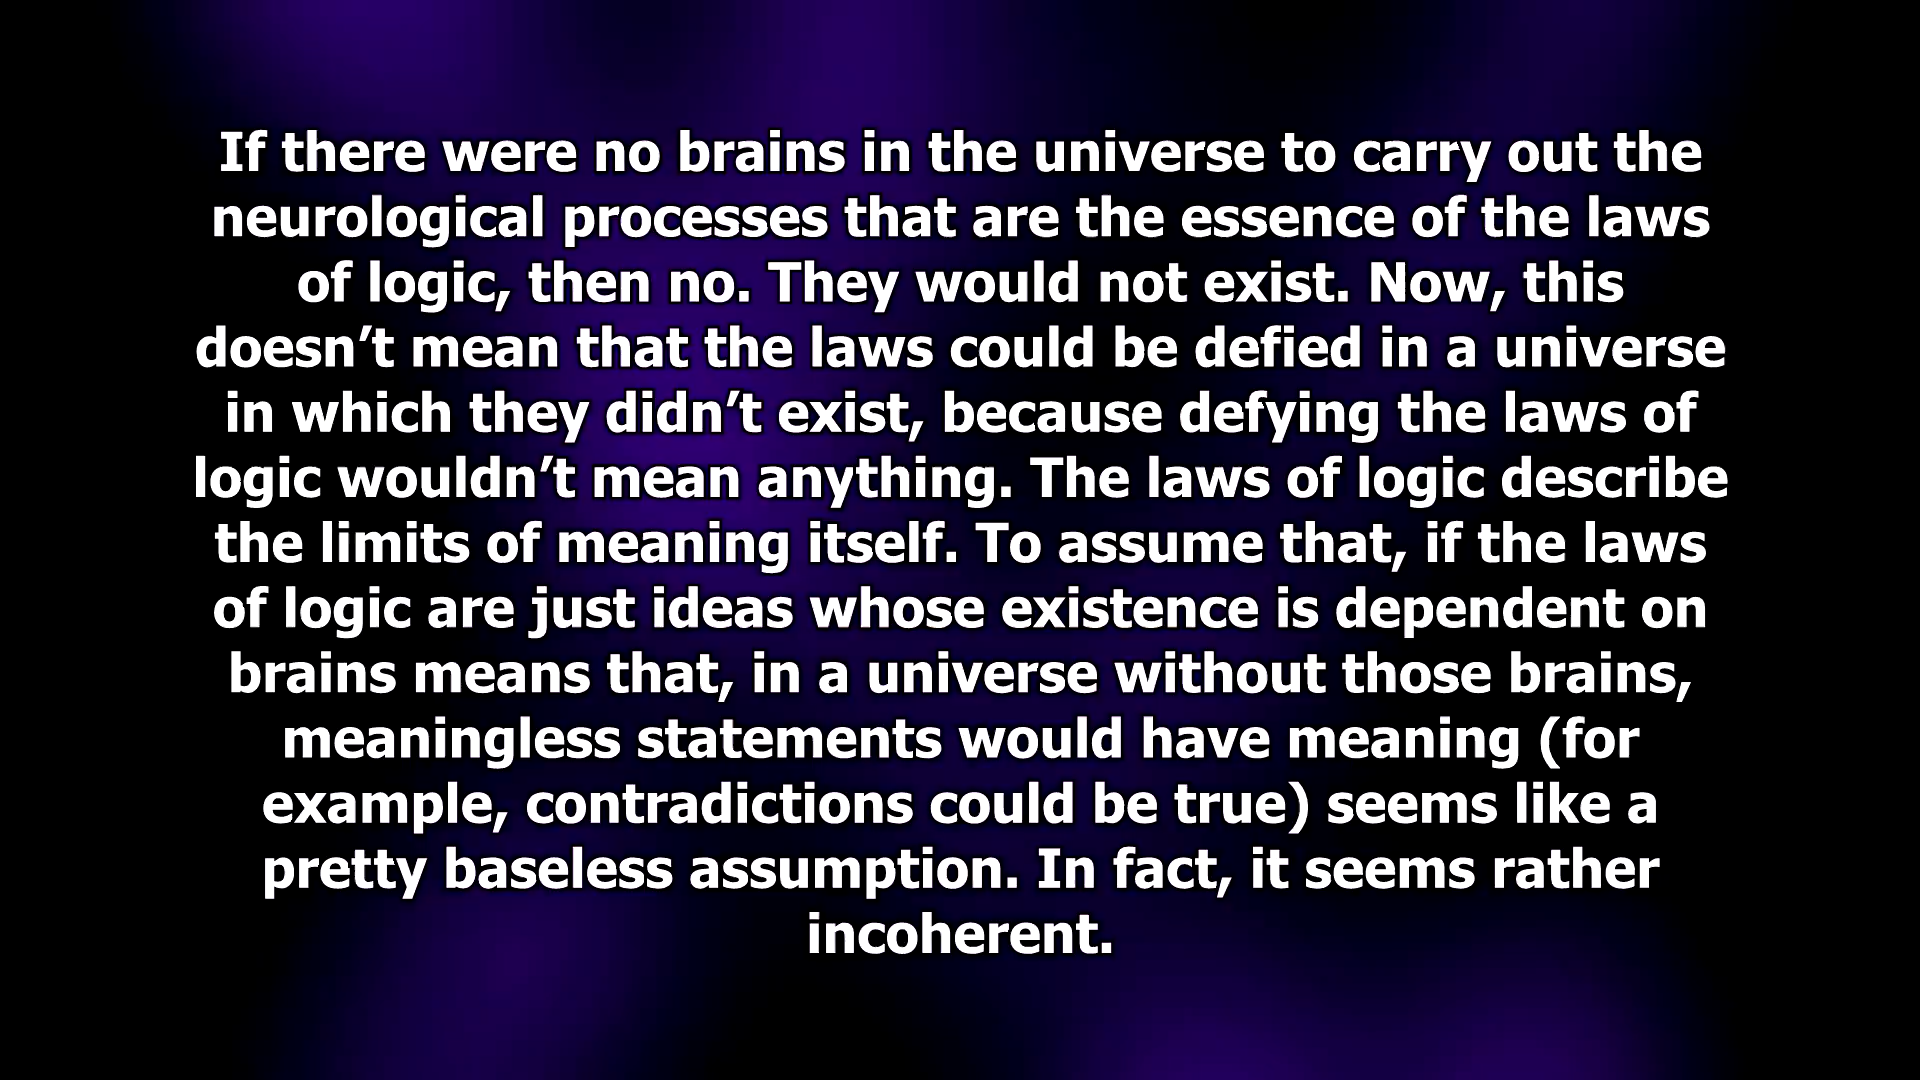 If there were no brains in the universe to carry out the
neurological processes that are the essence of the laws
of logic, then no. They would not exist. Now, this
doesn’t mean that the laws could be defied in a universe
in which they didn’t exist, because defying the laws of
logic wouldn’t mean anything. The laws of logic describe
the limits of meaning itself. To assume that, if the laws
of logic are just ideas whose existence is dependent on
brains means that, in a universe without those brains,
meaningless statements would have meaning (for
example, contradictions could be true) seems like a
pretty baseless assumption. In fact, it seems rather
incoherent.